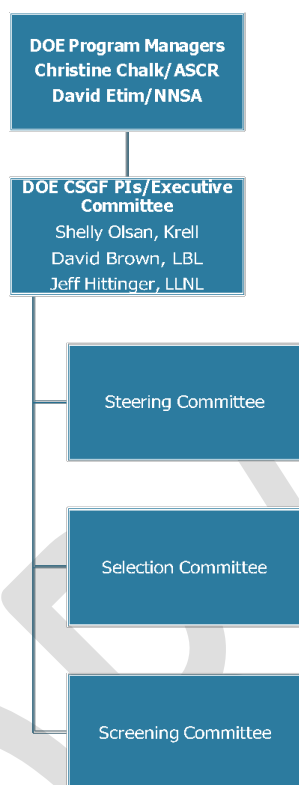 DOE Program Managers
Christine Chalk/ASCR
David Etim/NNSA
DOE CSGF PIs/Executive
Committee
Shelly Olsan, Krell
David Brown, LBL
Jeff Hittinger, LLNL
Steering Committee
Selection Committee
Screening Committee